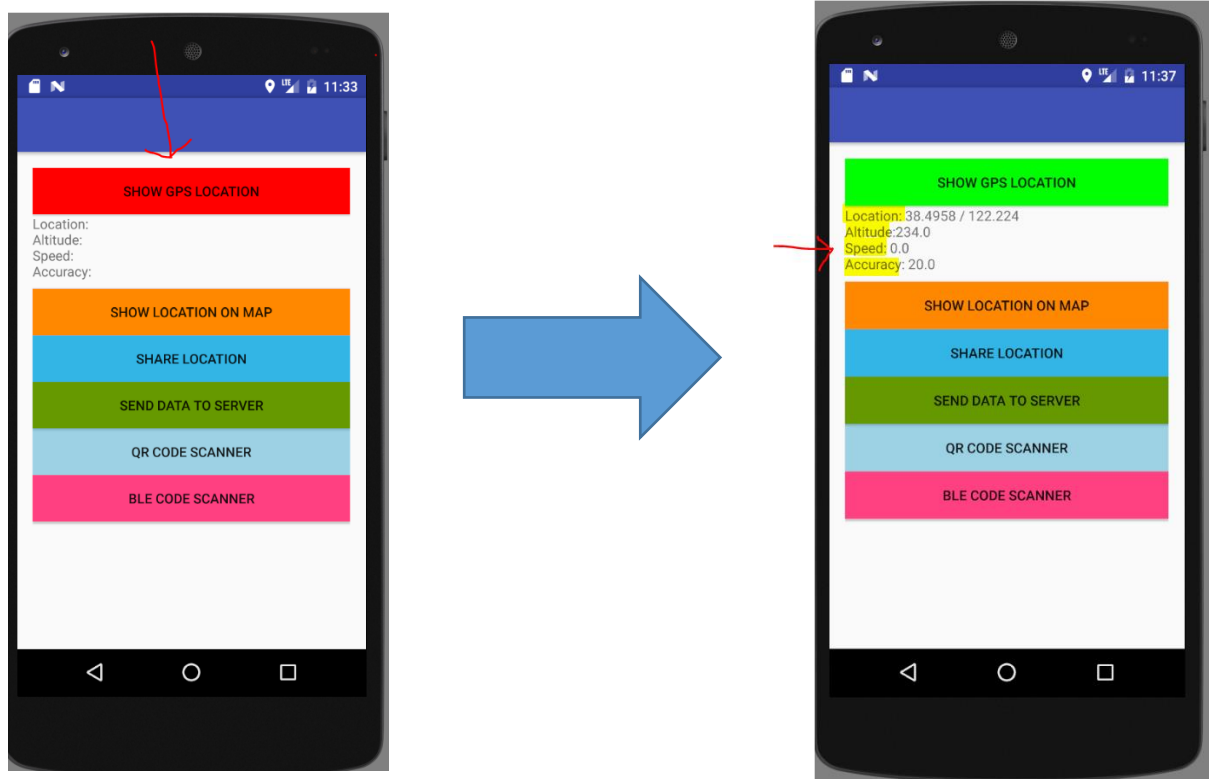 LTE 11:33
SHOW GPS LOCATION
Location:
Altitude:
Speed:
Accuracy:
SHOW LOCATION ON MAP
SHARE LOCATION
SEND DATA TO SERVER
QR CODE SCANNER
BLE CODE SCANNER
LTE 11:37
SHOW GPS LOCATION
Location: 38.4958 / 122.224
Altitude:234.0
Speed: 0.0
Accuracy: 20.0
SHOW LOCATION ON MAP
SHARE LOCATION
SEND DATA TO SERVER
QR CODE SCANNER
BLE CODE SCANNER